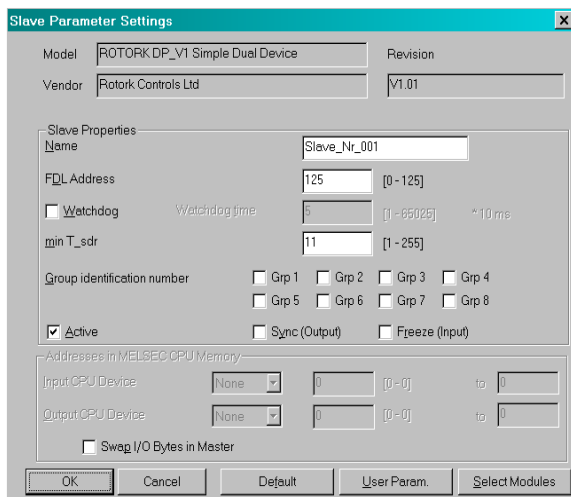 Slave Parameter Settings
Model ROTORK DP_V1 Simple Dual Device Revision
Vendor Rotork Controls Ltd V1.01
Slave Properties
Name Slave_Nr_001
FDL Address 125 [0 - 125]
Watchdog Watchdog time 5 [1 - 65025] * 10 ms
min T_sdr 11 [1 - 255]
Group identification number Grp 1 Grp 2 Grp 3 Grp 4
Grp 5 Grp 6 Grp 7 Grp 8
Active Sync (Output) Freeze (Input)
Addresses in MELSEC CPU Memory
Input CPU Device None 0 [0 - 0] to 0
Output CPU Device None 0 [0 - 0] to 0
Swap I/O Bytes in Master
OK Cancel Default User Param. Select Modules